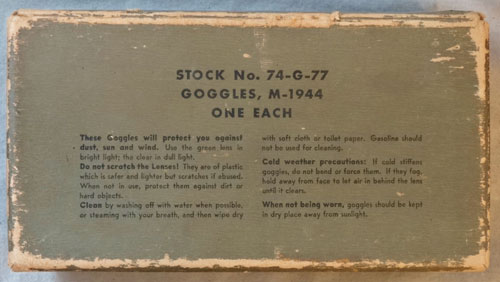 STOCK No. 74-G-77
GOGGLES, M-1944
ONE EACH
These Goggles will protect you against
dust, sun and wind. Use the green lens in
bright light; the clear in dull light.
Do not scratch the Lenses! They are of plastic
which is safer and lighter but scratches if abused.
When not in use, protect them against dirt or
hard objects.
Clean by washing off with water when possible,
or steaming with your breath, and then wipe dry
with soft cloth or toilet paper. Gasoline should
not be used for cleaning.
Cold weather precautions: If cold stiffens
goggles, do not bend or force them. If they fog,
hold away from face to let air in behind the lens
until it clears.
When not being worn, goggles should be kept
in dry place away from sunlight.